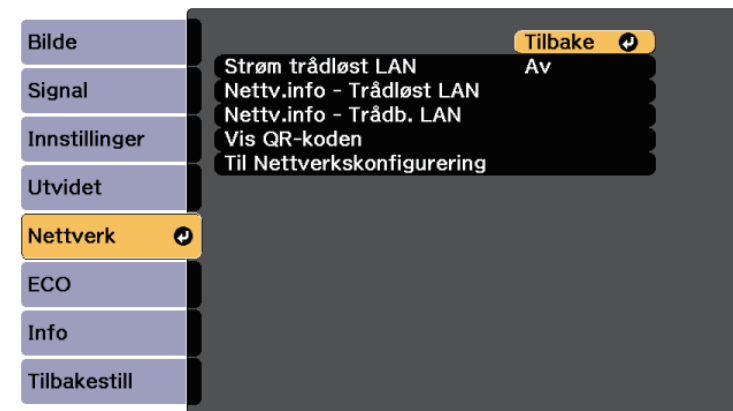 Bilde
Signal
Innstillinger
Utvidet
Nettverk
ECO
Info
Tilbakestill
Tilbake
Strøm trådløst LAN Av
Nettv.info - Trådløst LAN
Nettv.info - Trådb. LAN
Vis QR-koden
Til Nettverkskonfigurering